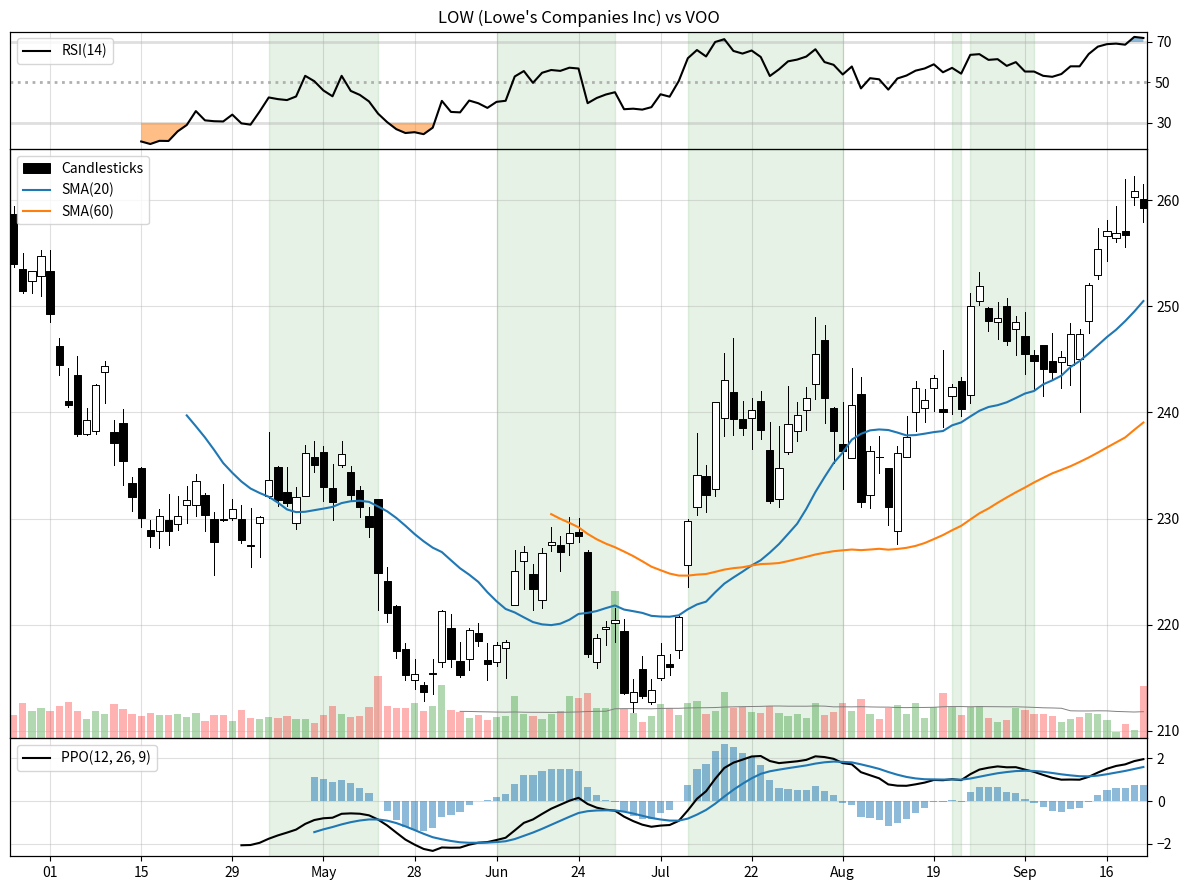 LOW (Lowe's Companies Inc) vs VOO
RSI(14)
70
50
30
Candlesticks
SMA(20)
SMA(60)
260
250
240
230
220
210
PPO(12, 26, 9)
2
0
−2
01 15 29 May 28 Jun 24 Jul 22 Aug 19 Sep 16